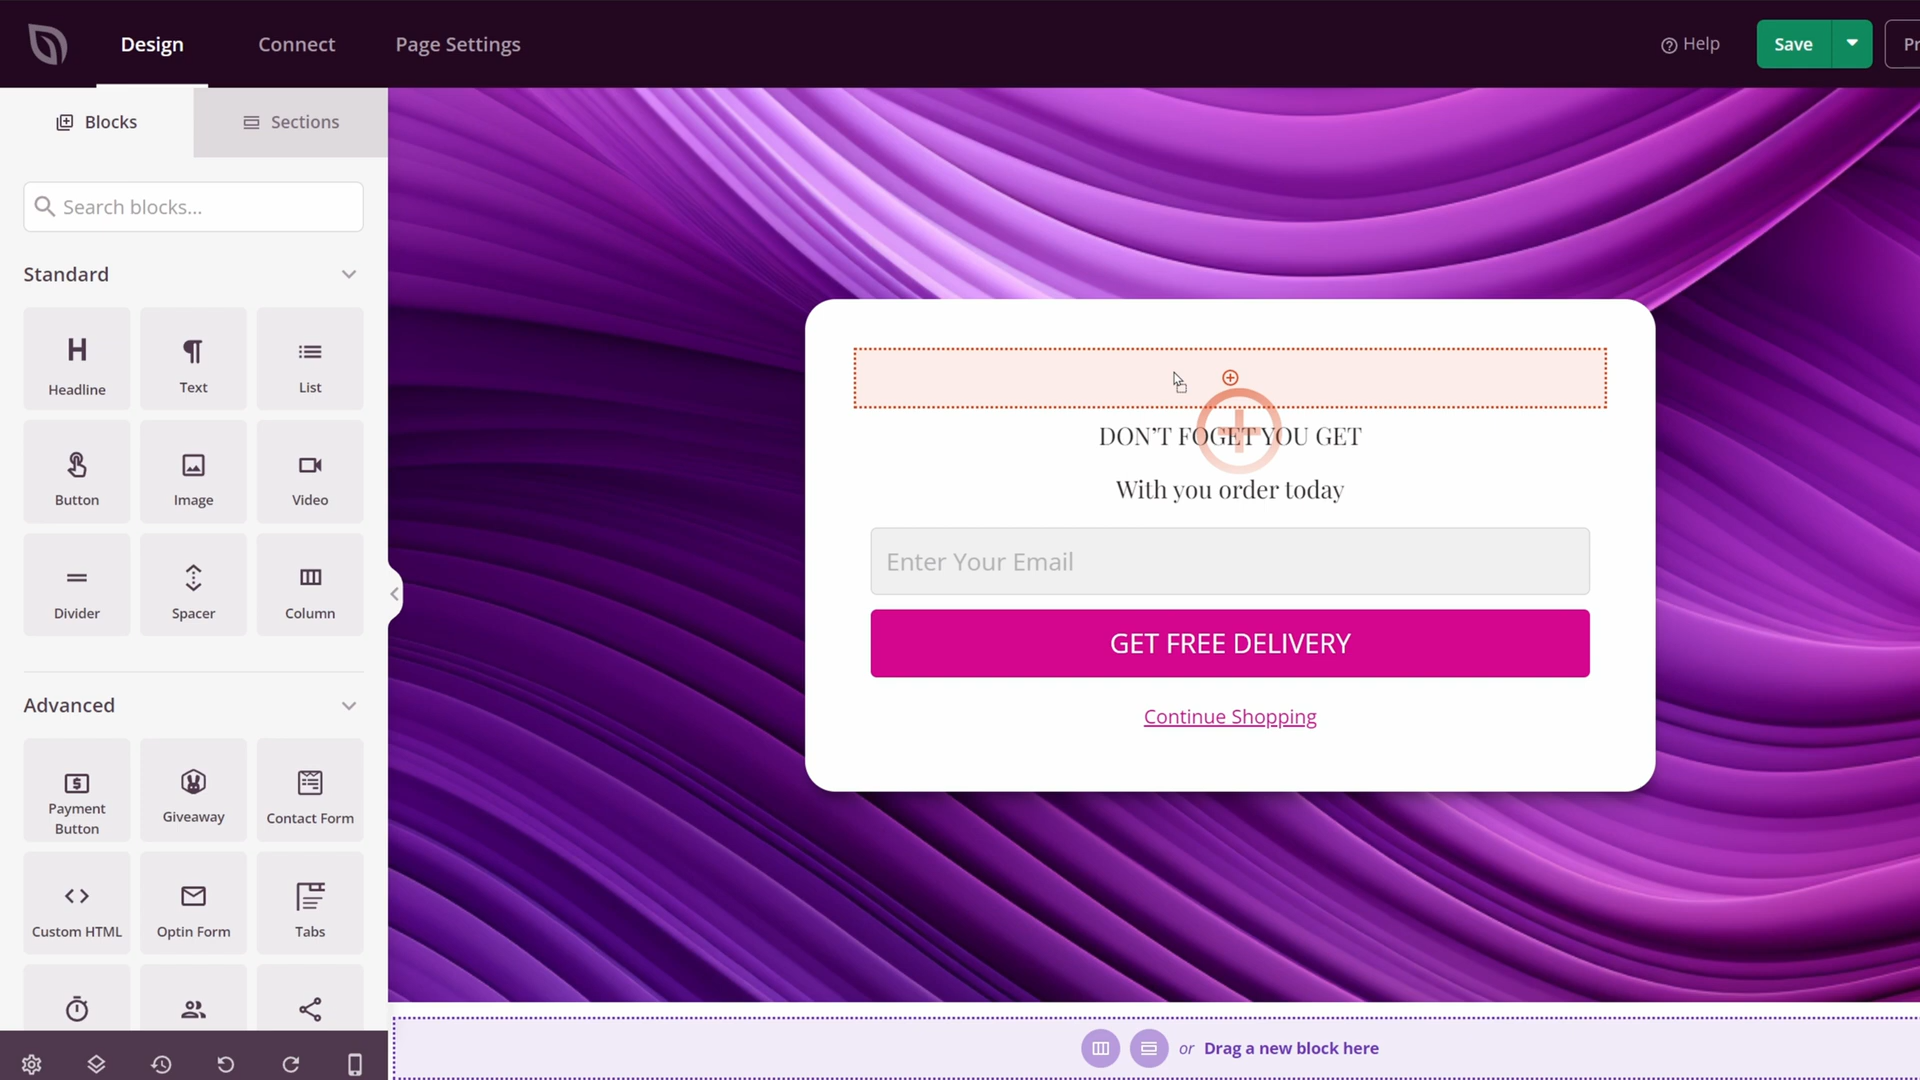 Design
Connect
Page Settings
Help
Save
Pr
Blocks
Sections
Search blocks...
Standard
Headline
Text
List
Button
Image
Video
Divider
Spacer
Column
Advanced
Payment
Button
Giveaway
Contact Form
Custom HTML
Optin Form
Tabs
DON’T FOGET YOU GET
With you order today
Enter Your Email
GET FREE DELIVERY
Continue Shopping
or Drag a new block here